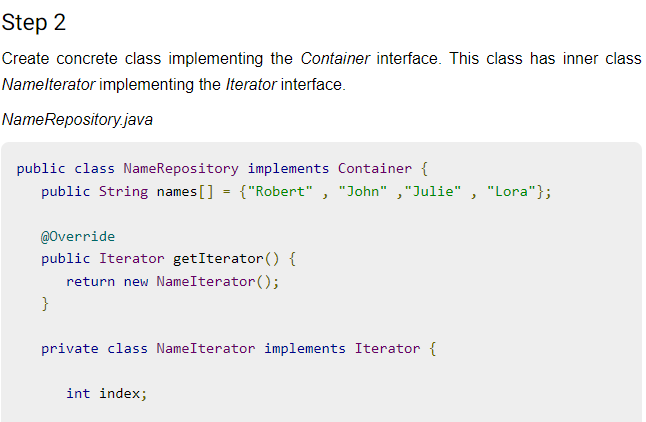 Step 2
Create concrete class implementing the Container interface. This class has inner class
NameIterator implementing the Iterator interface.
NameRepository.java
public class NameRepository implements Container {
   public String names[] = {"Robert" , "John" ,"Julie" , "Lora"};
   @Override
   public Iterator getIterator() {
      return new NameIterator();
   }
   private class NameIterator implements Iterator {
      int index;